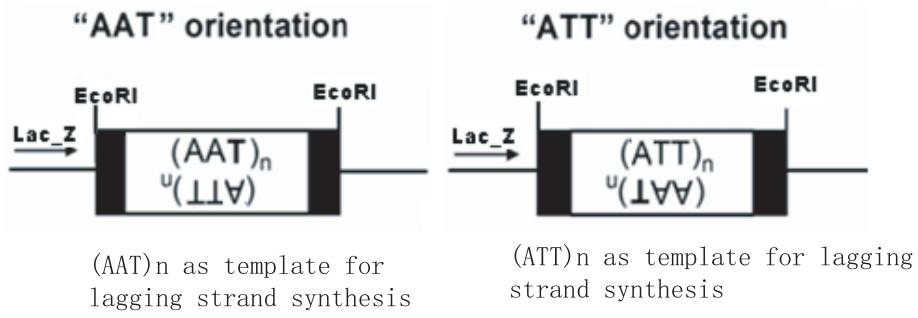 “AAT” orientation
EcoRI EcoRI
Lac_Z
(AAT)n
(ATT)n
(AAT)n as template for
lagging strand synthesis
“ATT” orientation
EcoRI EcoRI
Lac_Z
(ATT)n
(AAT)n
(ATT)n as template for lagging
strand synthesis